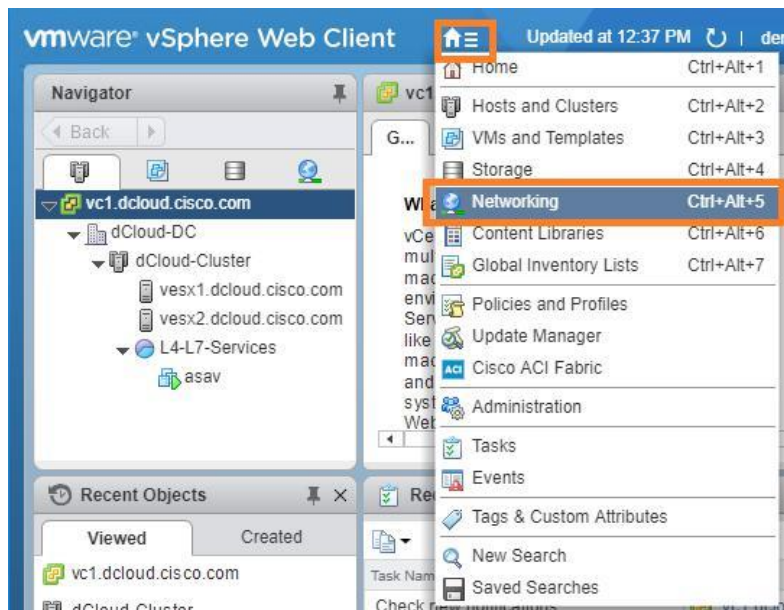 vmware® vSphere Web Client
Updated at 12:37 PM
Navigator
Back
vc1.dcloud.cisco.com
dCloud-DC
dCloud-Cluster
vesx1.dcloud.cisco.com
vesx2.dcloud.cisco.com
L4-L7-Services
asav
vc1
G...
Home Ctrl+Alt+1
Hosts and Clusters Ctrl+Alt+2
VMs and Templates Ctrl+Alt+3
Storage Ctrl+Alt+4
Networking Ctrl+Alt+5
Content Libraries Ctrl+Alt+6
Global Inventory Lists Ctrl+Alt+7
Policies and Profiles
Update Manager
ACI Cisco ACI Fabric
Administration
Tasks
Events
Tags & Custom Attributes
New Search
Saved Searches
Recent Objects
Viewed Created
vc1.dcloud.cisco.com
dCloud-Cluster
Task Nam